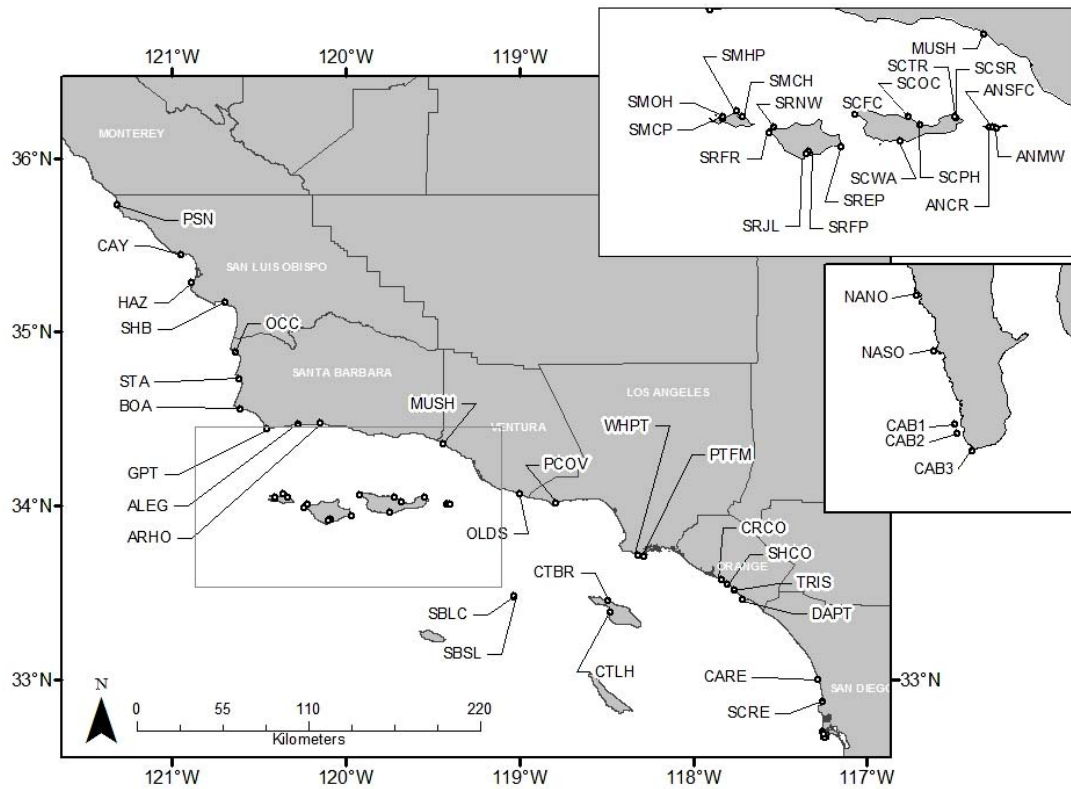 121°W 120°W
MUSH
SMHP
SCTR
SCSR
SMCH
SCOC
ANSFC
SMOH
SRNW
SCFC
SMCP
SRFR
ANMW
SCWA
SCPH
SREP
ANCR
SRJL
SRFP
MONTEREY
36°N
PSN
CAY
SAN LUIS OBISPO
HAZ
SHB
OCC
35°N
STA
SANTA BARBARA
BOA
MUSH
LOS ANGELES
VENTURA
WHPT
GPT
PCOV
PTFM
ALEG
34°N
ARHO
OLDS
CRCO
SHCO
ORANGE
TRIS
CTBR
DAPT
SBLC
SBSL
CTLH
CARE
33°N
33°N
SAN DIEGO
SCRE
NANO
NASO
CAB1
CAB2
CAB3
N
0 55 110 220
Kilometers
121°W 120°W 119°W 118°W 117°W